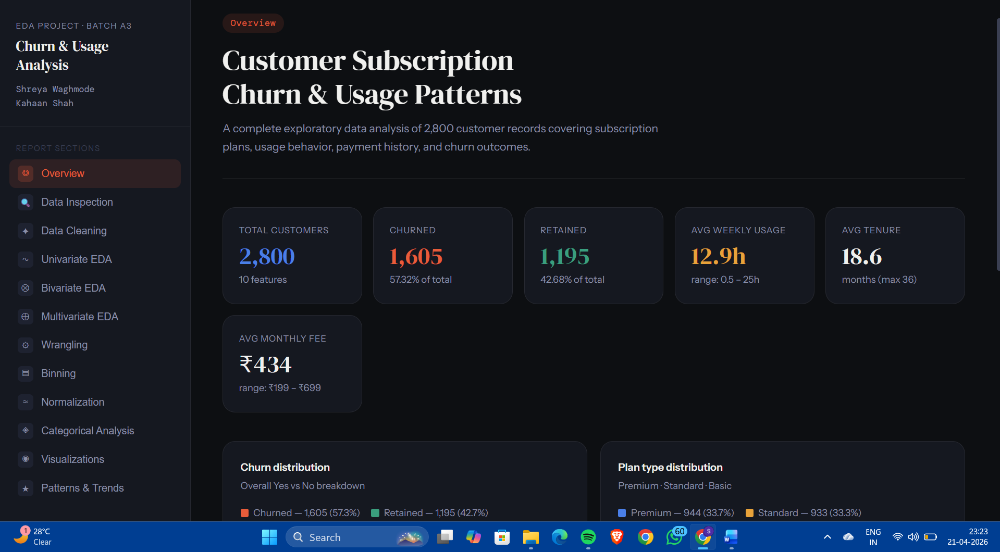 EDA PROJECT · BATCH A3
Churn & Usage
Analysis
Shreya Waghmode
Kahaan Shah
REPORT SECTIONS
Overview
Data Inspection
Data Cleaning
Univariate EDA
Bivariate EDA
Multivariate EDA
Wrangling
Binning
Normalization
Categorical Analysis
Visualizations
Patterns & Trends
Overview
Customer Subscription
Churn & Usage Patterns
A complete exploratory data analysis of 2,800 customer records covering subscription
plans, usage behavior, payment history, and churn outcomes.
TOTAL CUSTOMERS
2,800
10 features
CHURNED
1,605
57.32% of total
RETAINED
1,195
42.68% of total
AVG WEEKLY USAGE
12.9h
range: 0.5 – 25h
AVG TENURE
18.6
months (max 36)
AVG MONTHLY FEE
₹434
range: ₹199 – ₹699
Churn distribution
Overall Yes vs No breakdown
Churned — 1,605 (57.3%) Retained — 1,195 (42.7%)
Plan type distribution
Premium · Standard · Basic
Premium — 944 (33.7%) Standard — 933 (33.3%)
1
28°C
Clear
Search
60
S
W
ENG
IN
23:23
21-04-2026